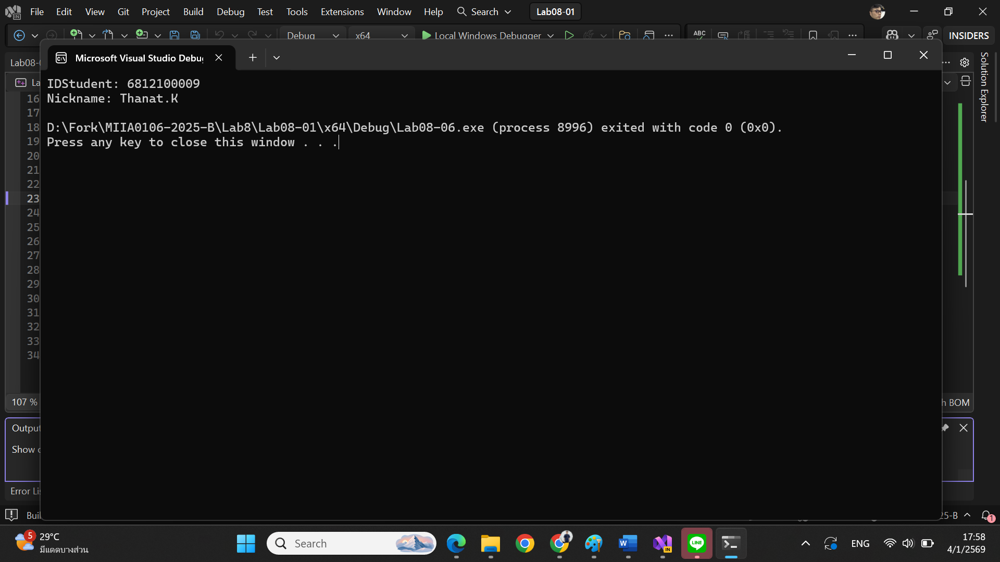 File Edit View Git Project Build Debug Test Tools Extensions Window Help Search Lab08-01
Debug x64 Local Windows Debugger INSIDERS
Lab08-
Microsoft Visual Studio Debu
La
IDStudent: 6812100009
Nickname: Thanat.K
D:\Fork\MIIA0106-2025-B\Lab8\Lab08-01\x64\Debug\Lab08-06.exe (process 8996) exited with code 0 (0x0).
Press any key to close this window . . .
16
17
18
19
20
21
22
23
24
25
26
27
28
29
30
31
32
33
34
Solution Explorer
107 %
h BOM
Output
Show
Error Lis
Buil
25-B
1
5
29°C
มีแดดบางส่วน
Search
ENG
17:58
4/1/2569